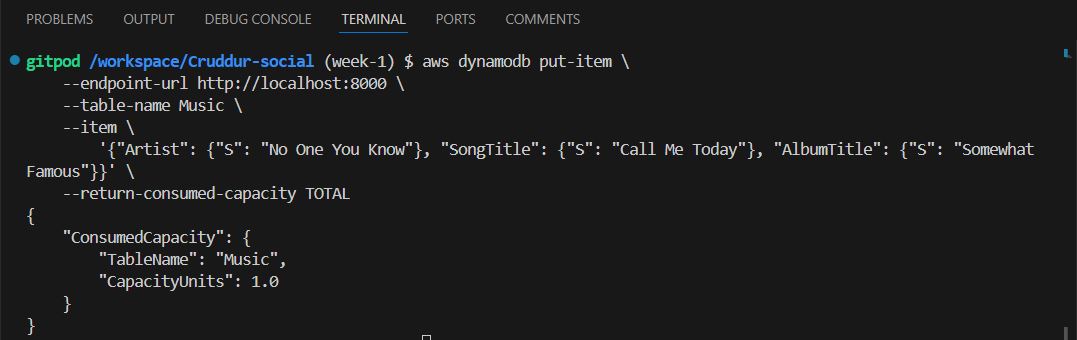 PROBLEMS OUTPUT DEBUG CONSOLE TERMINAL PORTS COMMENTS
gitpod /workspace/Cruddur-social (week-1) $ aws dynamodb put-item \
    --endpoint-url http://localhost:8000 \
    --table-name Music \
    --item \
        '{"Artist": {"S": "No One You Know"}, "SongTitle": {"S": "Call Me Today"}, "AlbumTitle": {"S": "Somewhat
Famous"}}' \
    --return-consumed-capacity TOTAL
{
    "ConsumedCapacity": {
        "TableName": "Music",
        "CapacityUnits": 1.0
    }
}